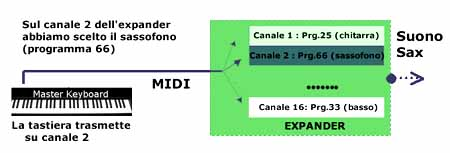 Sul canale 2 dell'expander
abbiamo scelto il sassofono
(programma 66)
Canale 1 : Prg.25 (chitarra)
Canale 2 : Prg.66 (sassofono)
Suono
Sax
MIDI
Master Keyboard
Canale 16: Prg.33 (basso)
La tastiera trasmette
su canale 2
EXPANDER